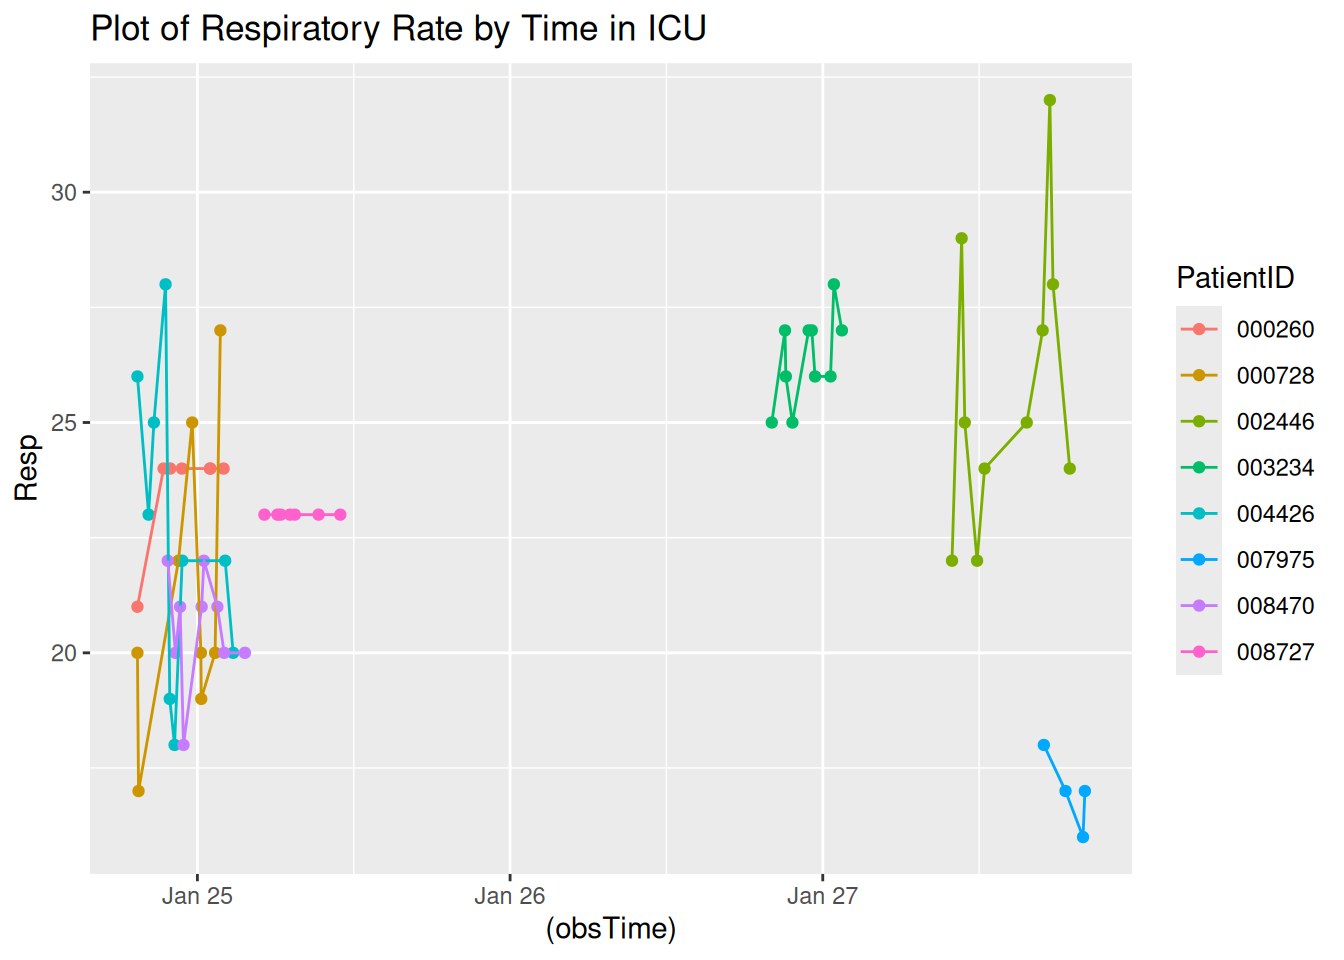 Plot of Respiratory Rate by Time in ICU
Resp
30
25
20
Jan 25
Jan 26
Jan 27
(obsTime)
PatientID
000260
000728
002446
003234
004426
007975
008470
008727